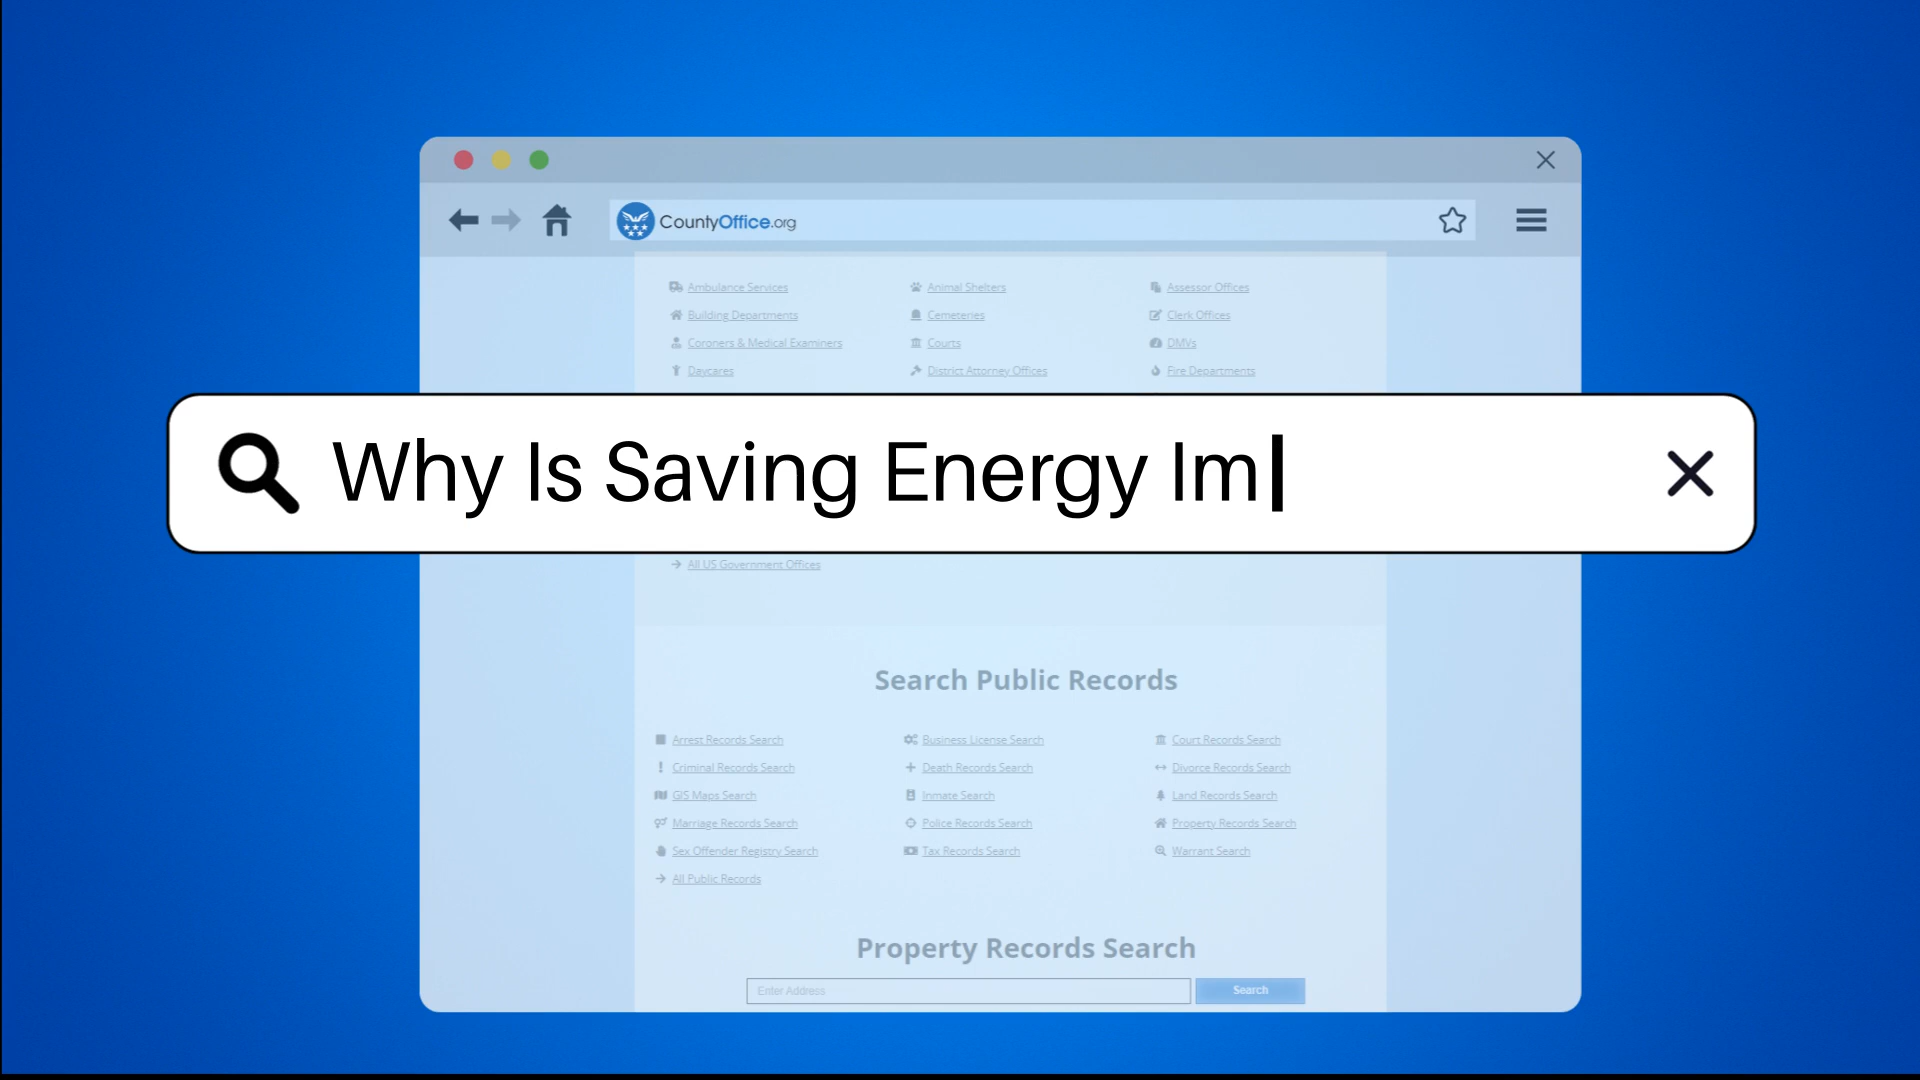 CountyOffice.org
Ambulance Services Animal Shelters Assessor Offices
Building Departments Cemeteries Clerk Offices
Coroners & Medical Examiners Courts DMVs
Daycares District Attorney Offices Fire Departments
Why Is Saving Energy Im
All US Government Offices
Search Public Records
Arrest Records Search Business License Search Court Records Search
Criminal Records Search Death Records Search Divorce Records Search
GIS Maps Search Inmate Search Land Records Search
Marriage Records Search Police Records Search Property Records Search
Sex Offender Registry Search Tax Records Search Warrant Search
All Public Records
Property Records Search
Enter Address Search